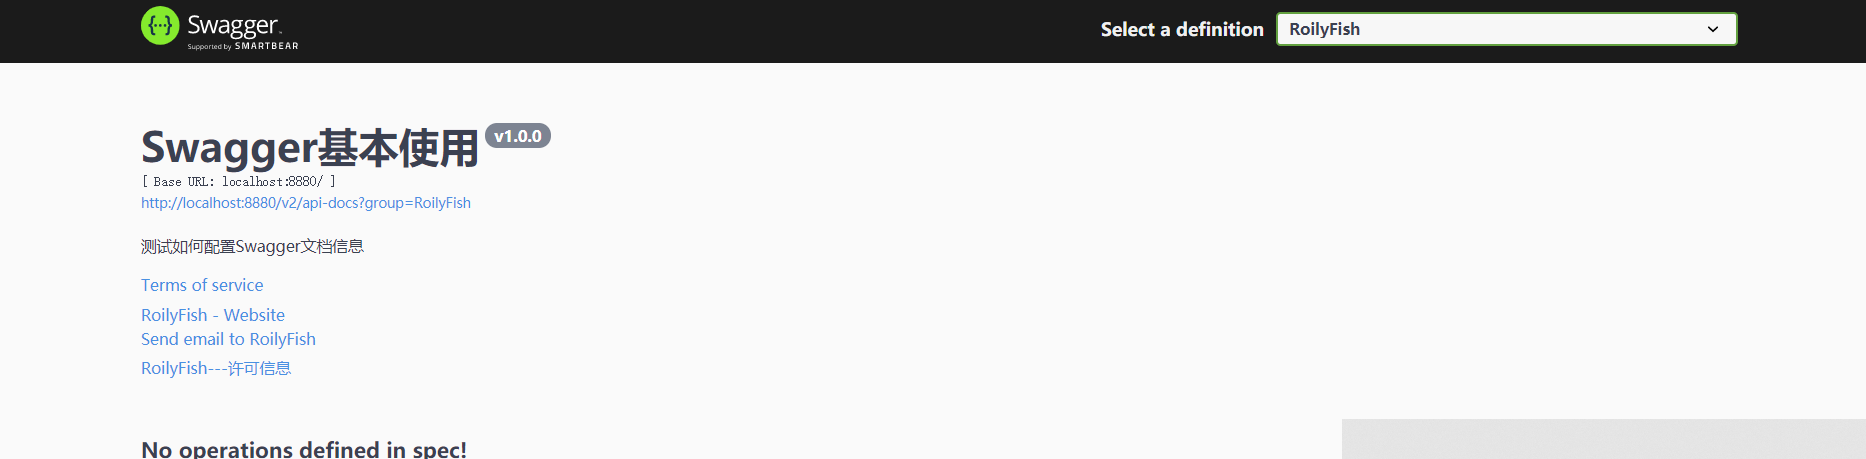 Swagger
Supported by SMARTBEAR
Select a definition
RoilyFish
Swagger基本使用 v1.0.0
[ Base URL: localhost:8880/ ]
http://localhost:8880/v2/api-docs?group=RoilyFish
测试如何配置Swagger文档信息
Terms of service
RoilyFish - Website
Send email to RoilyFish
RoilyFish---许可信息
No operations defined in spec!